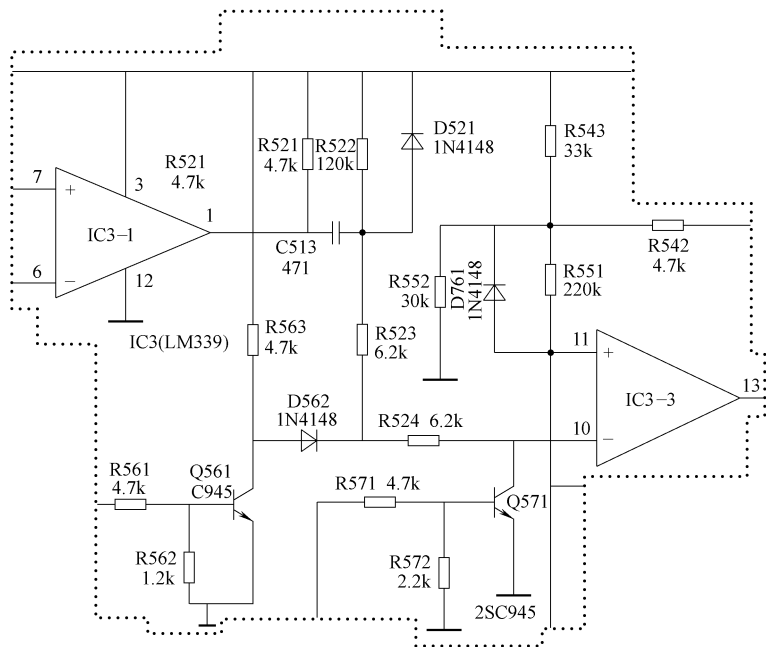 D521
1N4148
R543
33k
R521
4.7k
R522
120k
R521
4.7k
7
+
3
1
IC3-1
C513
471
R542
4.7k
6
−
12
R552
30k
D761
1N4148
R551
220k
IC3(LM339)
R563
4.7k
R523
6.2k
11
+
13
IC3-3
D562
1N4148
R524 6.2k
10
−
R561
4.7k
Q561
C945
R571 4.7k
Q571
R562
1.2k
R572
2.2k
2SC945